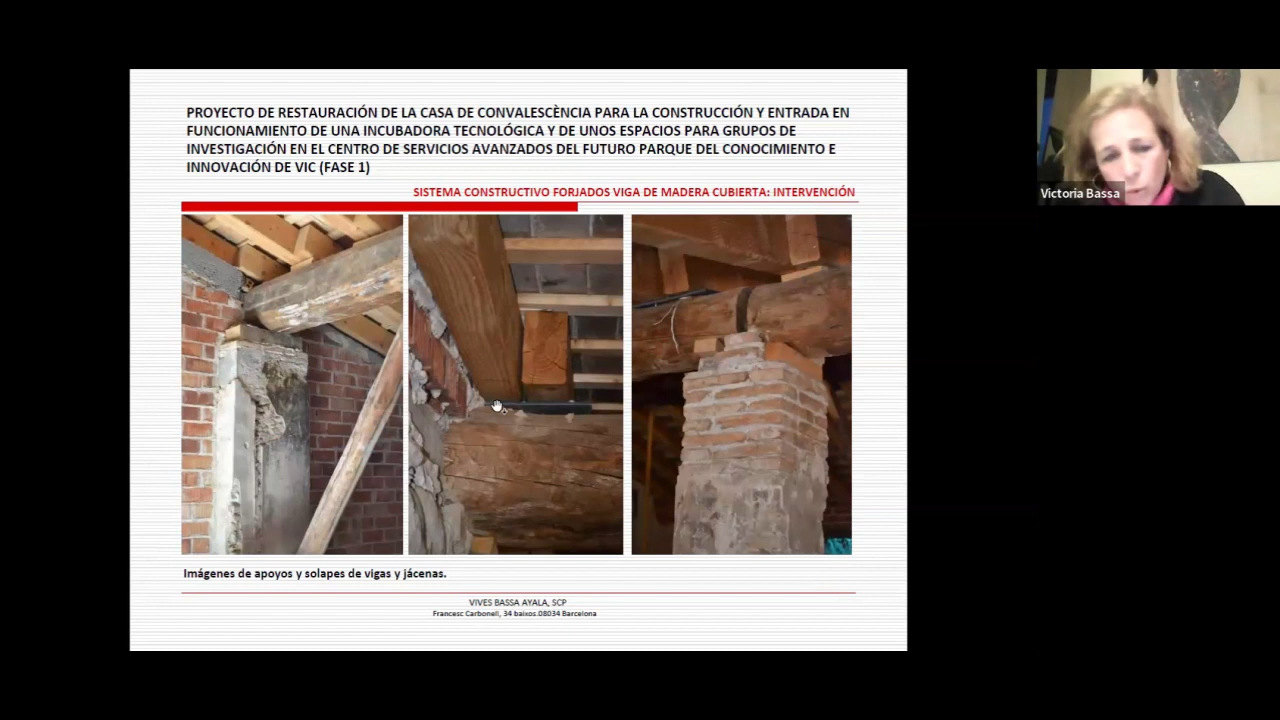 PROYECTO DE RESTAURACIÓN DE LA CASA DE CONVALESCÈNCIA PARA LA CONSTRUCCIÓN Y ENTRADA EN
FUNCIONAMIENTO DE UNA INCUBADORA TECNOLÓGICA Y DE UNOS ESPACIOS PARA GRUPOS DE
INVESTIGACIÓN EN EL CENTRO DE SERVICIOS AVANZADOS DEL FUTURO PARQUE DEL CONOCIMIENTO E
INNOVACIÓN DE VIC (FASE 1)
SISTEMA CONSTRUCTIVO FORJADOS VIGA DE MADERA CUBIERTA: INTERVENCIÓN
Imágenes de apoyos y solapes de vigas y jácenas.
VIVES BASSA AYALA, SCP
Francesc Carbonell, 34 baixos.08034 Barcelona
Victoria Bassa